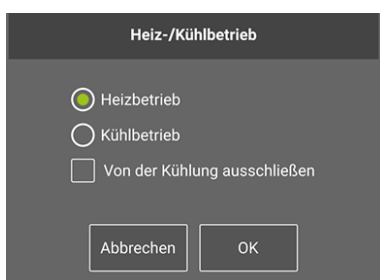 Heiz-/Kühlbetrieb
Heizbetrieb
Kühlbetrieb
Von der Kühlung ausschließen
Abbrechen
OK